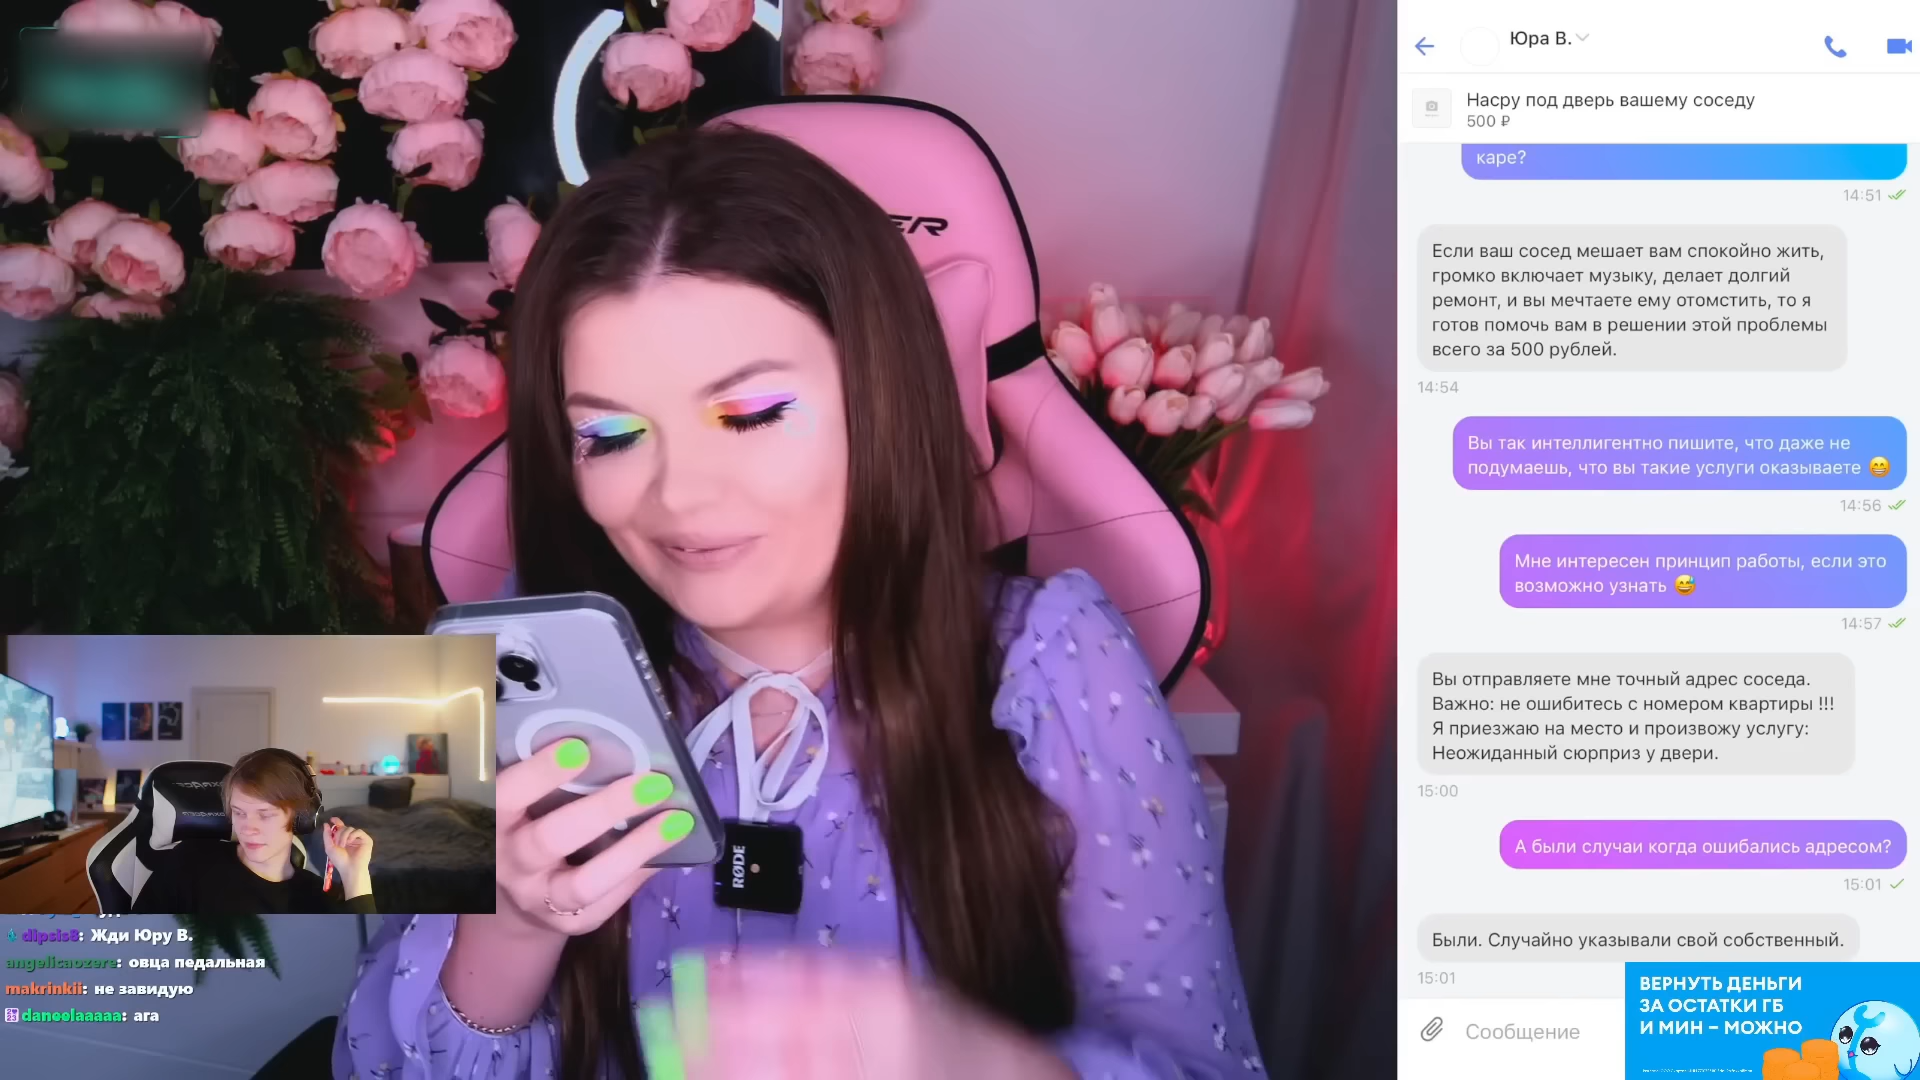 Юра В.
Насру под дверь вашему соседу
500 ₽
каре?
14:51
Если ваш сосед мешает вам спокойно жить,
громко включает музыку, делает долгий
ремонт, и вы мечтаете ему отомстить, то я
готов помочь вам в решении этой проблемы
всего за 500 рублей.
14:54
Вы так интеллигентно пишите, что даже не
подумаешь, что вы такие услуги оказываете 😁
14:56
Мне интересен принцип работы, если это
возможно узнать 😅
14:57
Вы отправляете мне точный адрес соседа.
Важно: не ошибитесь с номером квартиры !!!
Я приезжаю на место и произвожу услугу:
Неожиданный сюрприз у двери.
15:00
А были случаи когда ошибались адресом?
15:01
Были. Случайно указывали свой собственный.
15:01
Сообщение
ВЕРНУТЬ ДЕНЬГИ
ЗА ОСТАТКИ ГБ
И МИН – МОЖНО
RØDE
dipsis8: Жди Юру В.
angelicaozere: овца педальная
makrinkii: не завидую
daneelaaaaa: ага